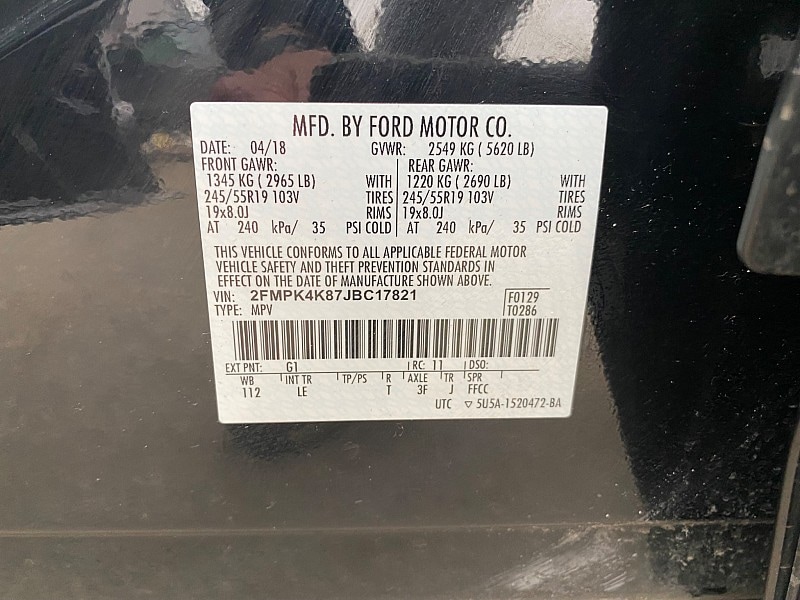 MFD. BY FORD MOTOR CO.
DATE: 04/18 GVWR: 2549 KG ( 5620 LB)
FRONT GAWR: REAR GAWR:
1345 KG ( 2965 LB) WITH 1220 KG ( 2690 LB) WITH
245/55R19 103V TIRES 245/55R19 103V TIRES
19x8.0J RIMS 19x8.0J RIMS
AT 240 kPa/ 35 PSI COLD AT 240 kPa/ 35 PSI COLD
THIS VEHICLE CONFORMS TO ALL APPLICABLE FEDERAL MOTOR
VEHICLE SAFETY AND THEFT PREVENTION STANDARDS IN
EFFECT ON THE DATE OF MANUFACTURE SHOWN ABOVE.
VIN: 2FMPK4K87JBC17821 F0129
TYPE: MPV T0286
EXT PNT: G1 RC: 11 DSO:
WB INT TR TP/PS R AXLE TR SPR
112 LE T 3F J FFCC
UTC ▽ 5U5A-1520472-BA